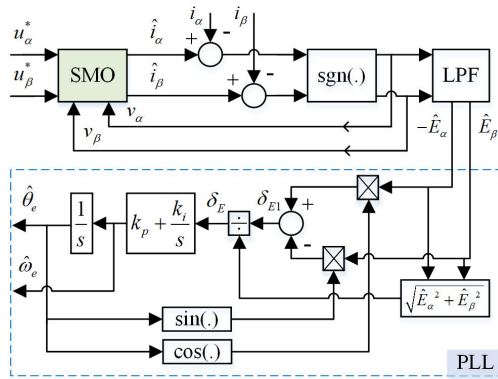 u*α
iα
iβ
îα
-
+
SMO
sgn(.)
LPF
u*β
îβ
+
-
vα
vβ
-Êα
Êβ
θ̂e
1/s
kp + ki/s
δE
÷
δE1
+
-
ω̂e
√Êα² + Êβ²
sin(.)
cos(.)
PLL